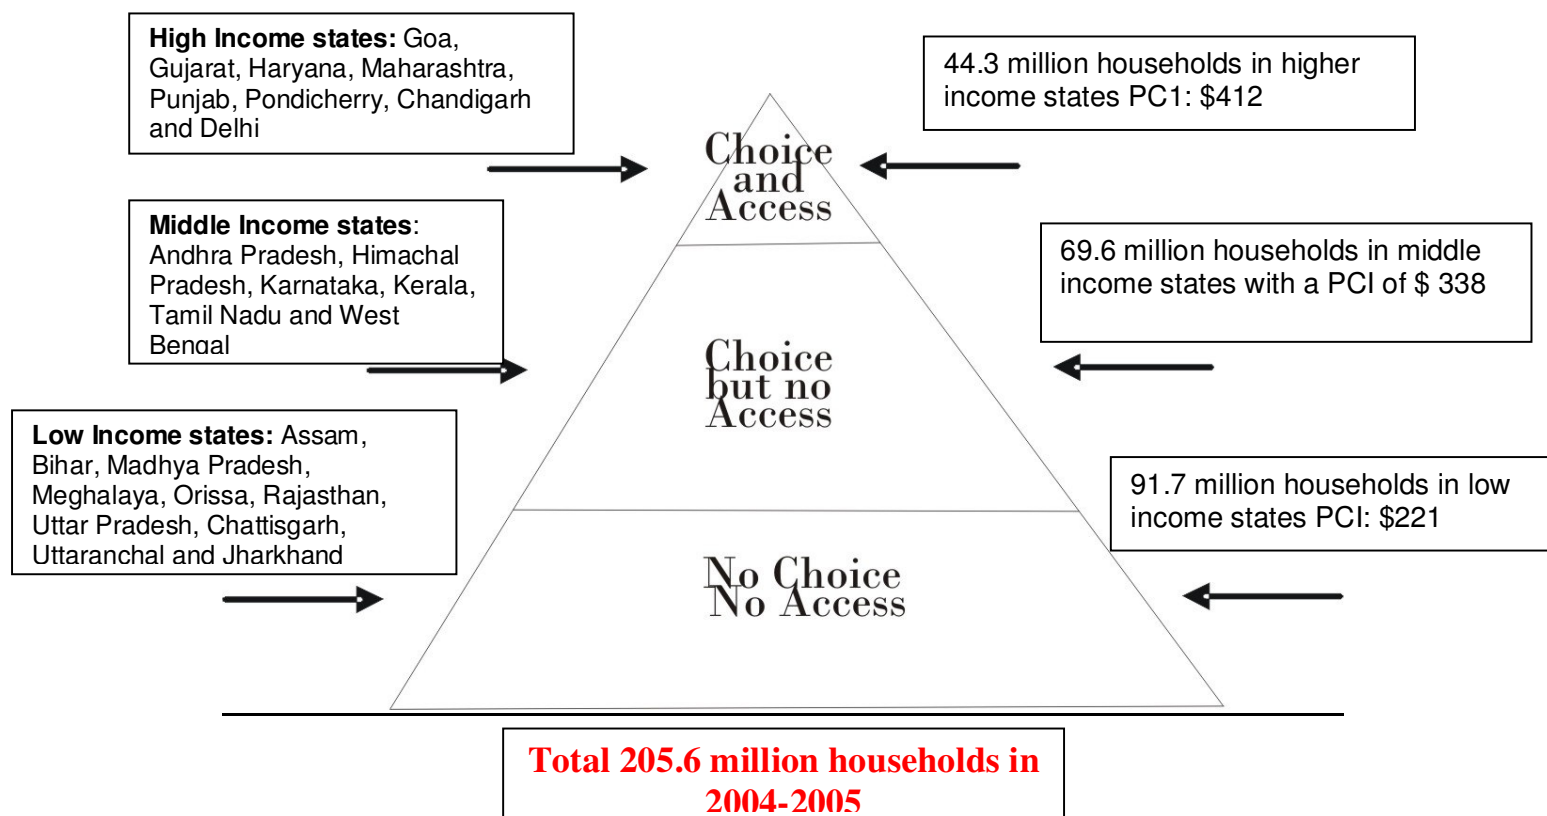 High Income states: Goa,
Gujarat, Haryana, Maharashtra,
Punjab, Pondicherry, Chandigarh
and Delhi
44.3 million households in higher
income states PC1: $412
Choice
and
Access
Middle Income states:
Andhra Pradesh, Himachal
Pradesh, Karnataka, Kerala,
Tamil Nadu and West
Bengal
69.6 million households in middle
income states with a PCI of $ 338
Choice
but no
Access
Low Income states: Assam,
Bihar, Madhya Pradesh,
Meghalaya, Orissa, Rajasthan,
Uttar Pradesh, Chattisgarh,
Uttaranchal and Jharkhand
91.7 million households in low
income states PCI: $221
No Choice
No Access
Total 205.6 million households in
2004-2005